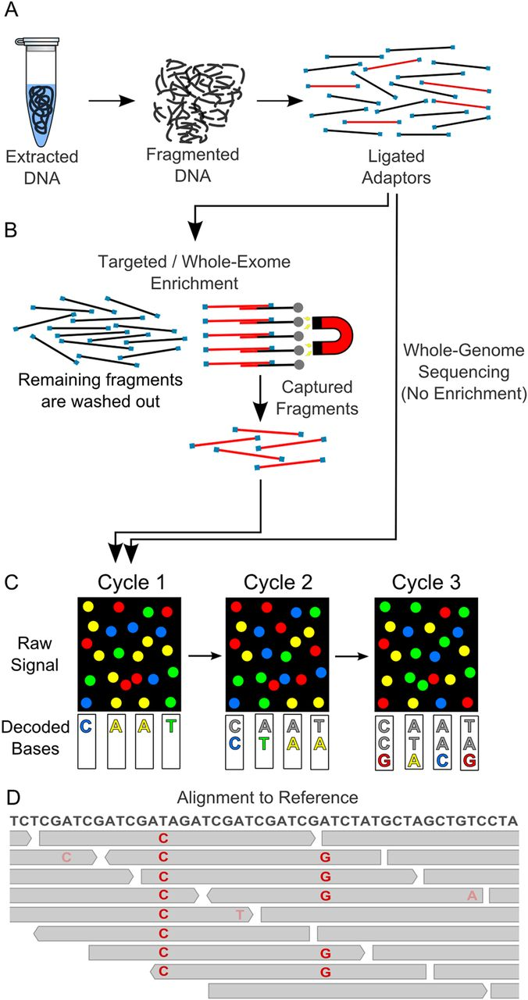 A
Extracted
DNA
Fragmented
DNA
Ligated
Adaptors
B
Targeted / Whole-Exome
Enrichment
Remaining fragments
are washed out
Captured
Fragments
Whole-Genome
Sequencing
(No Enrichment)
C
Cycle 1 Cycle 2 Cycle 3
Raw
Signal
Decoded
Bases
C A A T
C A A T
C T A A
C A A T
C T A A
G A C G
D
Alignment to Reference
TCTCGATCGATCGATAGATCGATCGATCGATCTATGCTAGCTGTCCTA
C
C C G
C G
C G A
C T
C
C G
C G